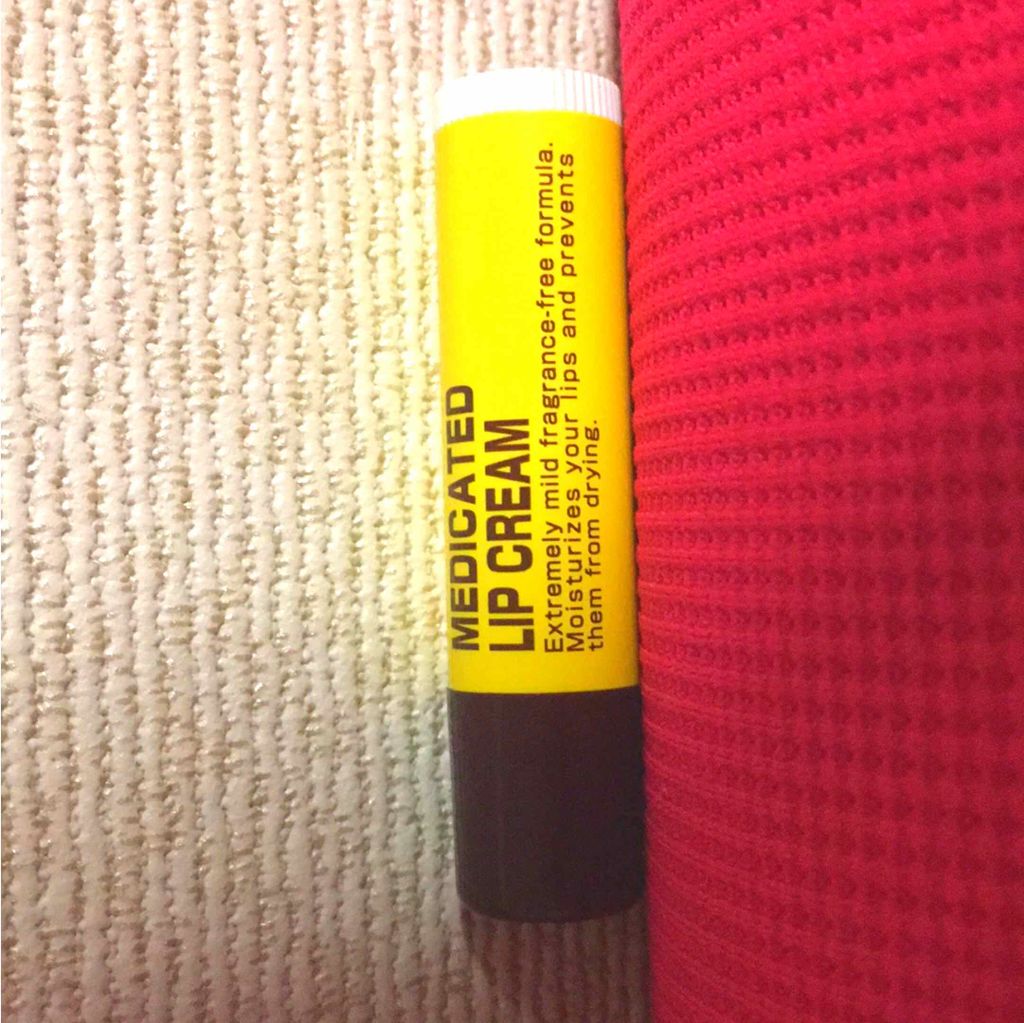 MEDICATED
LIP CREAM
Extremely mild fragrance-free formula.
Moisturizes your lips and prevents
them from drying.